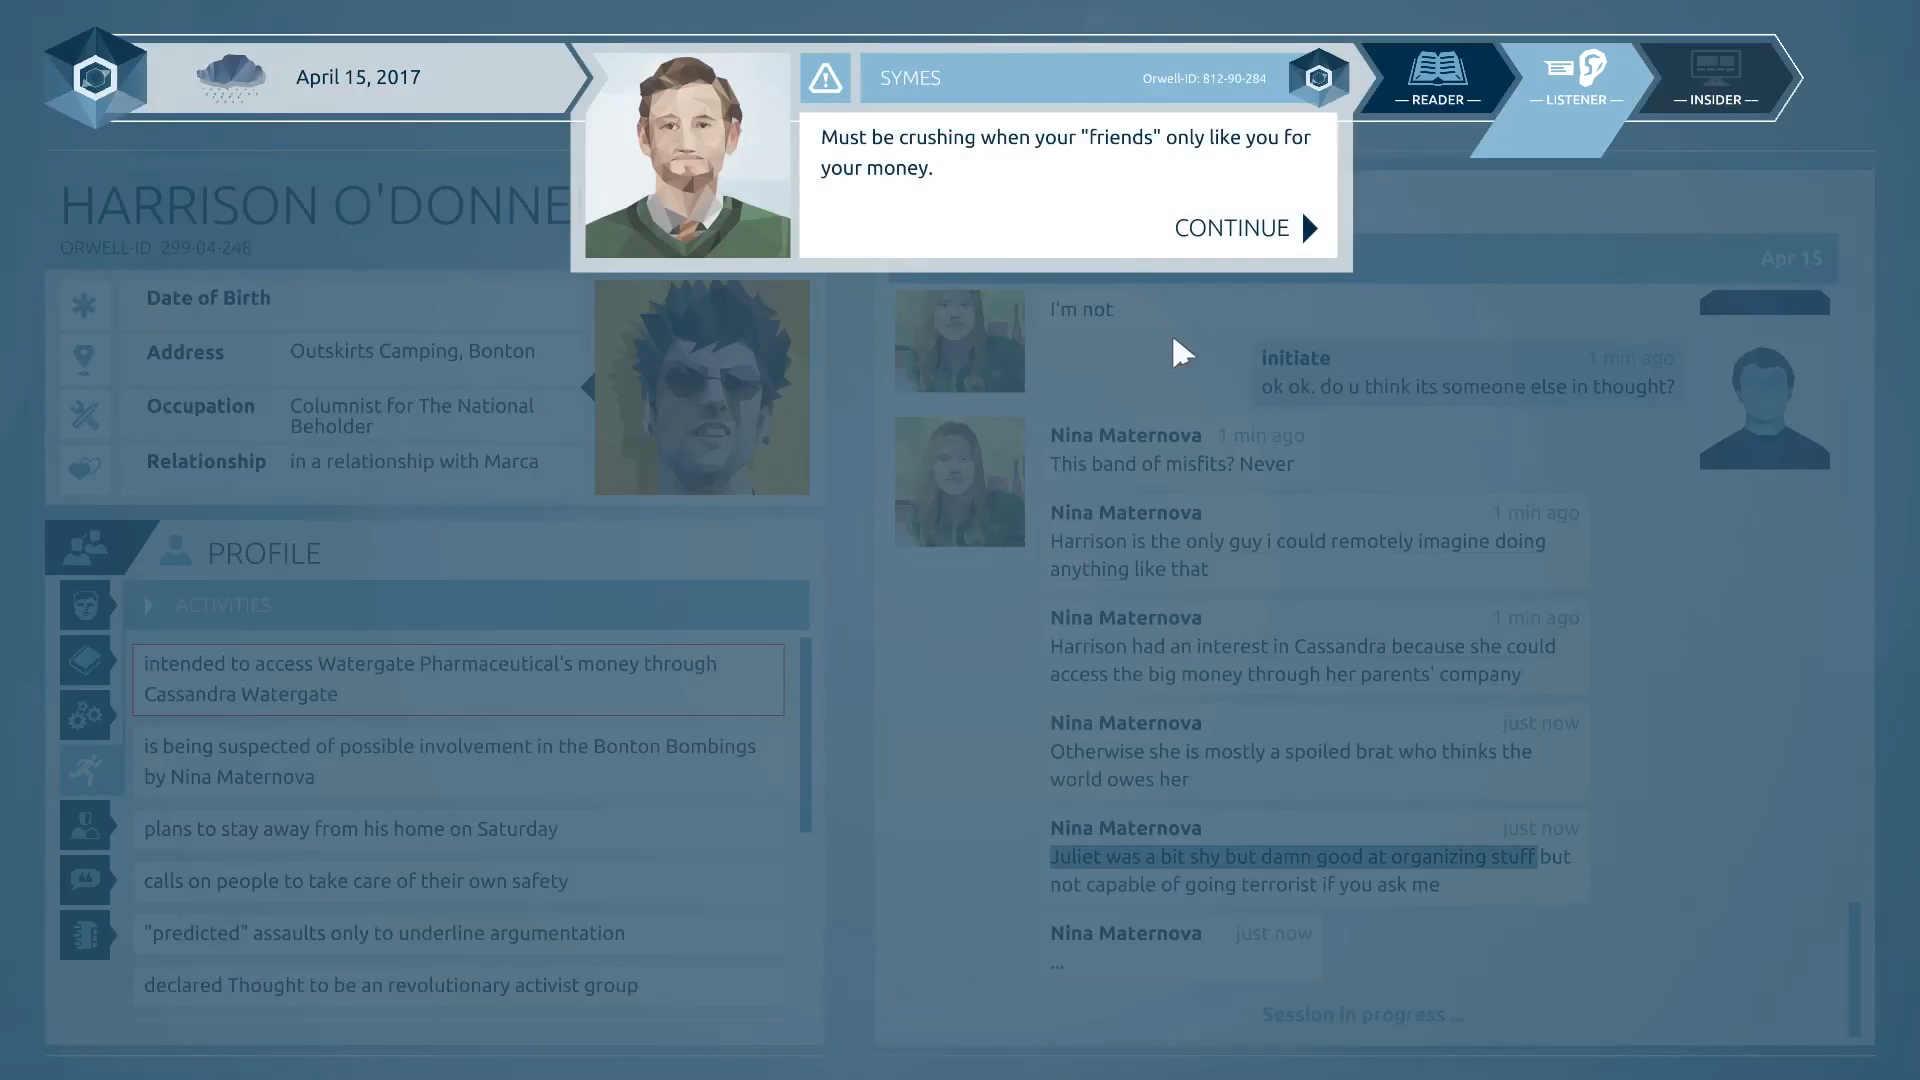 April 15, 2017
SYMES
Orwell-ID: 812-90-284
Must be crushing when your "friends" only like you for
your money.
CONTINUE
— READER —
— LISTENER —
— INSIDER —
HARRISON O'DONNE
ORWELL-ID 299-04-248
Date of Birth
Address
Outskirts Camping, Bonton
Occupation
Columnist for The National
Beholder
Relationship
in a relationship with Marca
PROFILE
ACTIVITIES
intended to access Watergate Pharmaceutical's money through
Cassandra Watergate
is being suspected of possible involvement in the Bonton Bombings
by Nina Maternova
plans to stay away from his home on Saturday
calls on people to take care of their own safety
"predicted" assaults only to underline argumentation
declared Thought to be an revolutionary activist group
Apr 15
I'm not
initiate 1 min ago
ok ok. do u think its someone else in thought?
Nina Maternova 1 min ago
This band of misfits? Never
Nina Maternova 1 min ago
Harrison is the only guy i could remotely imagine doing
anything like that
Nina Maternova 1 min ago
Harrison had an interest in Cassandra because she could
access the big money through her parents' company
Nina Maternova just now
Otherwise she is mostly a spoiled brat who thinks the
world owes her
Nina Maternova just now
Juliet was a bit shy but damn good at organizing stuff but
not capable of going terrorist if you ask me
Nina Maternova just now
...
Session in progress ...